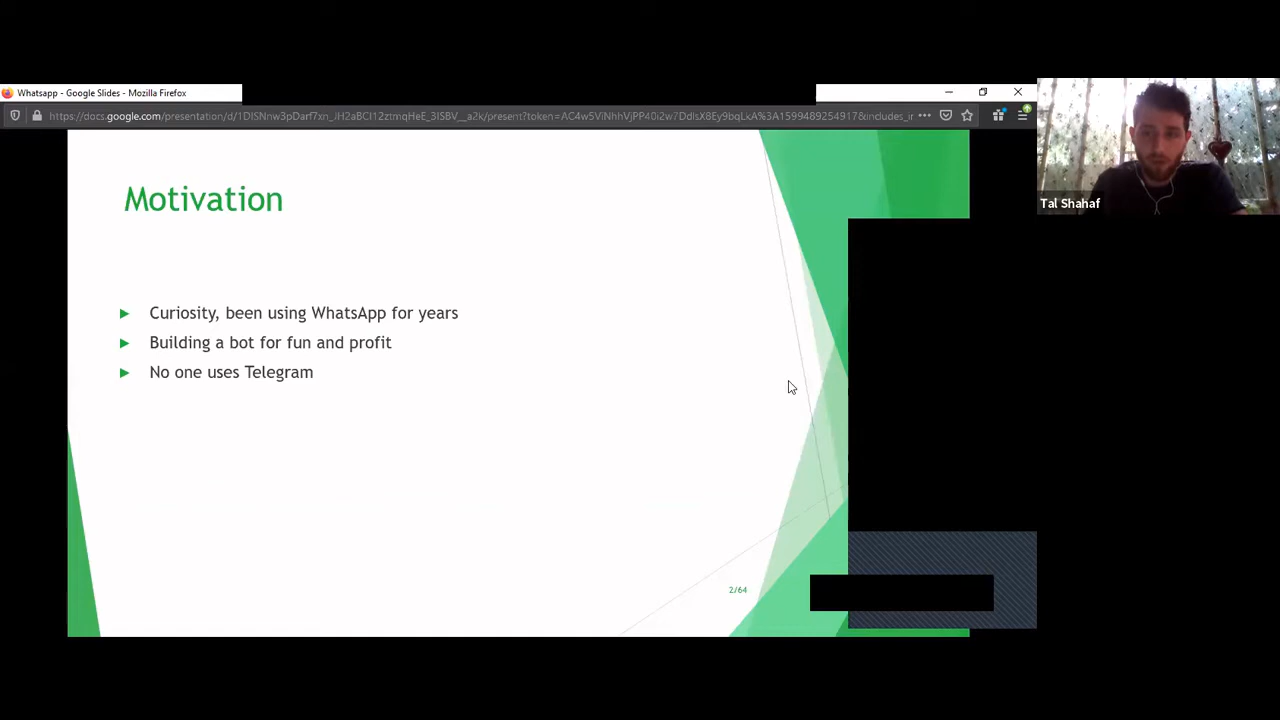 Whatsapp - Google Slides - Mozilla Firefox
Tal Shahaf
Motivation
Curiosity, been using WhatsApp for years
Building a bot for fun and profit
No one uses Telegram
2/64